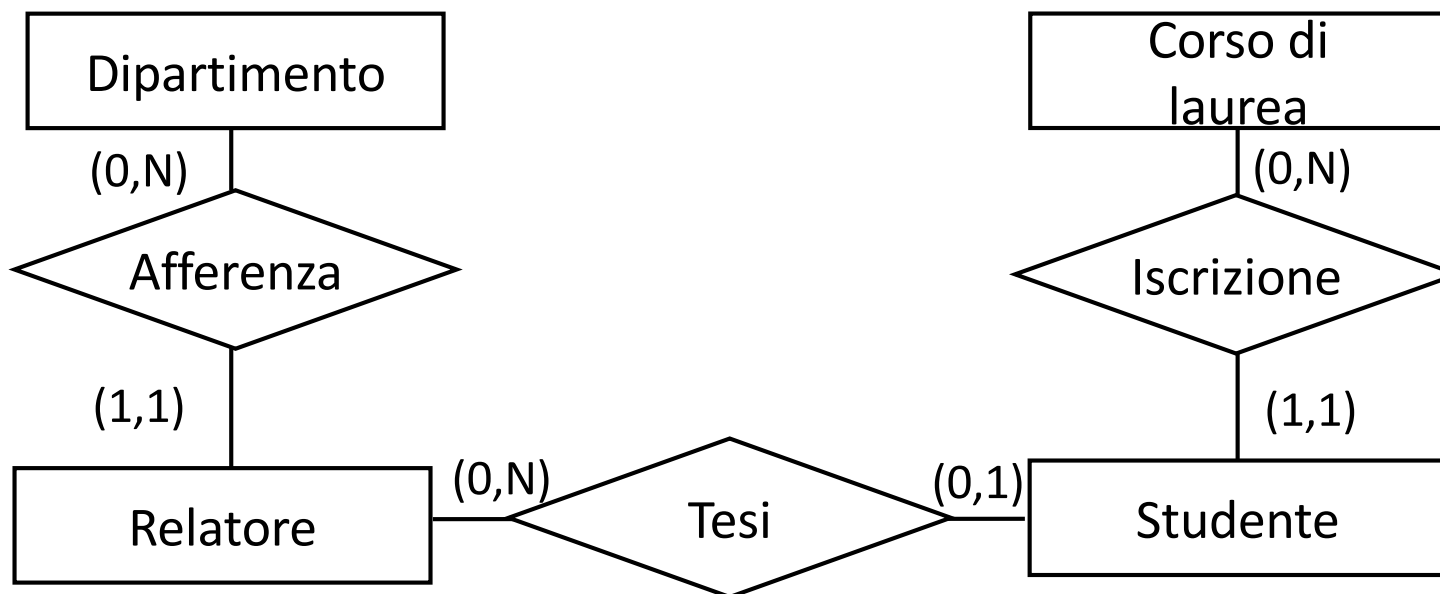 Dipartimento
Corso di
laurea
(0,N)
(0,N)
Afferenza
Iscrizione
(1,1)
(1,1)
(0,N)
(0,1)
Relatore
Tesi
Studente